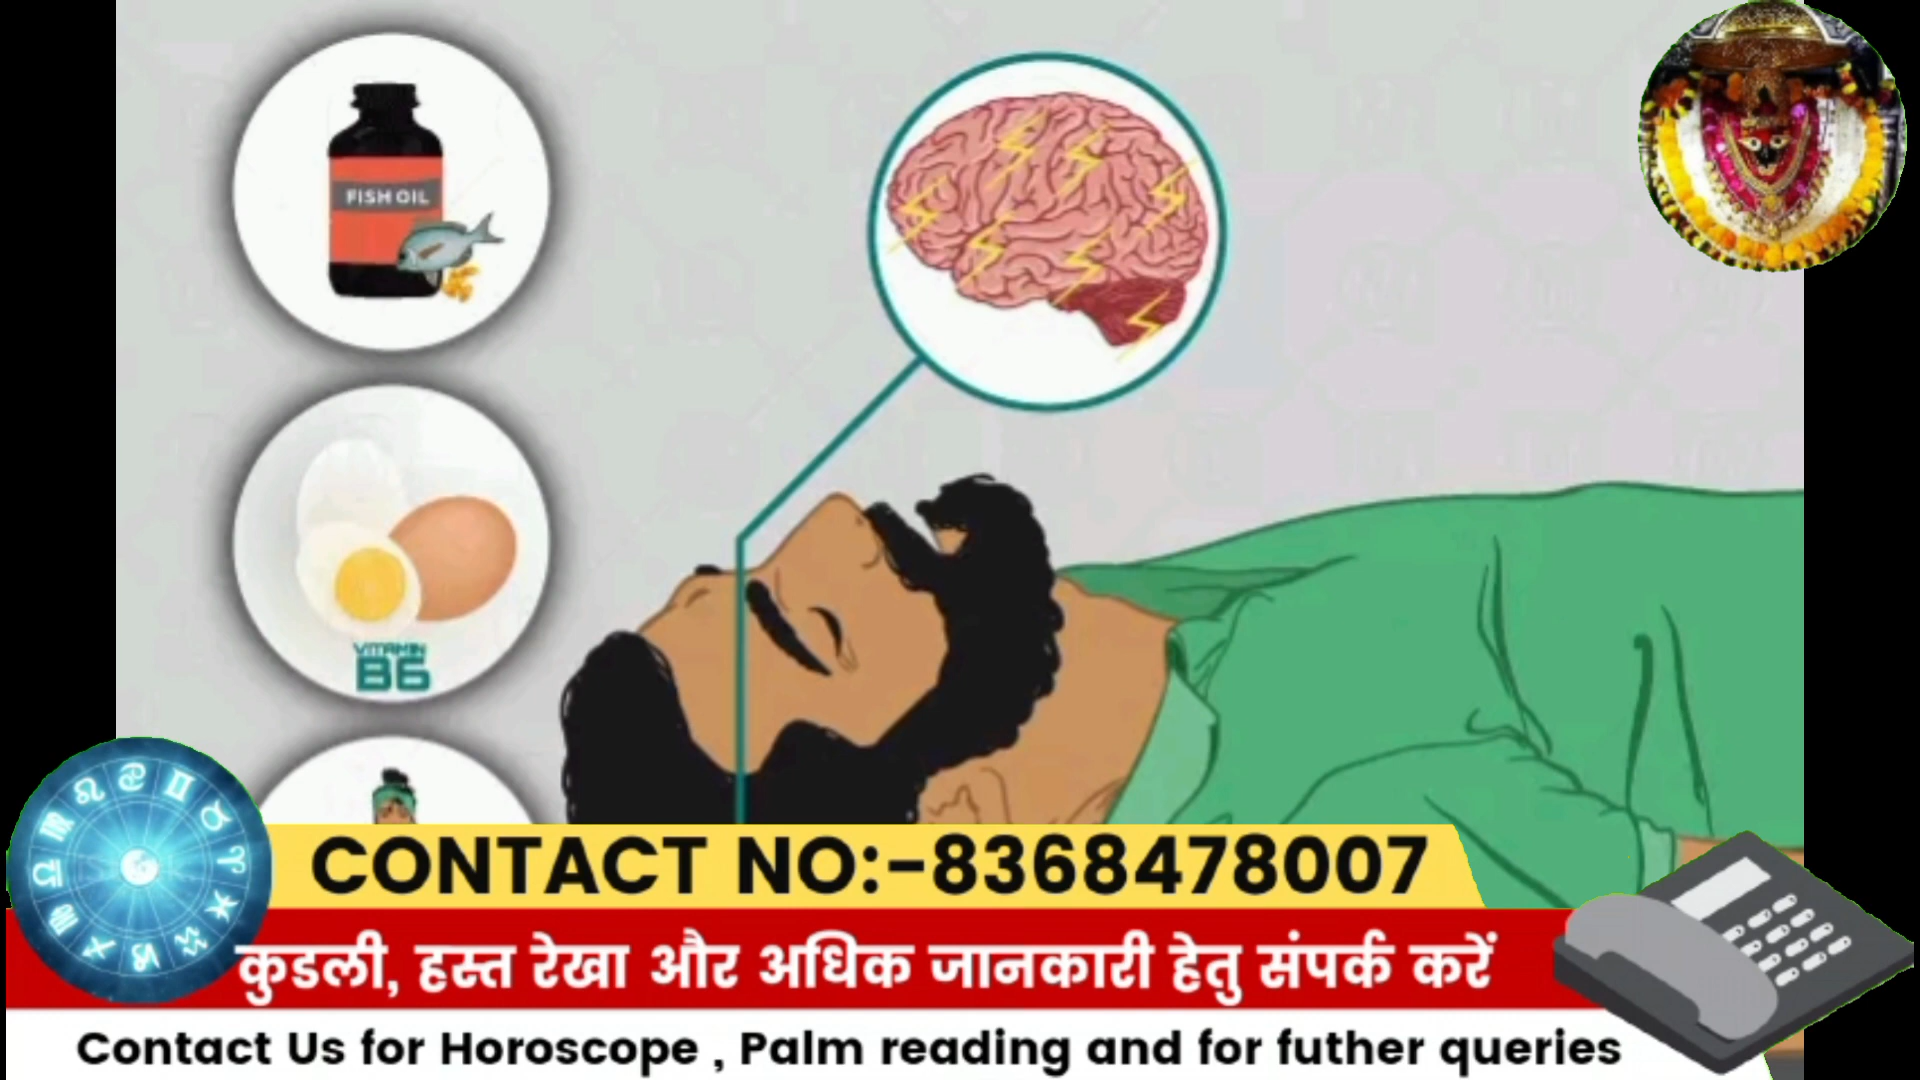 FISH OIL
VITAMIN
B6
CONTACT NO:-8368478007
कुडली, हस्त रेखा और अधिक जानकारी हेतु संपर्क करें
Contact Us for Horoscope , Palm reading and for futher queries